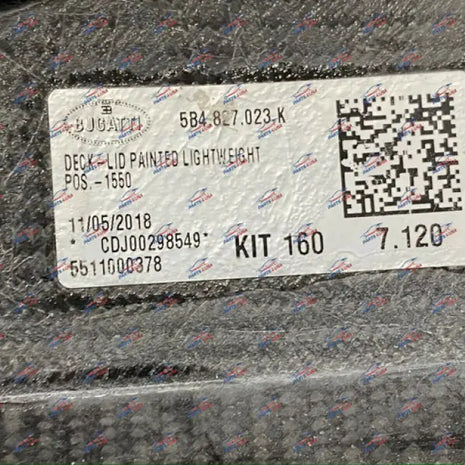 BUGATTI 5B4.827.023.K
DECK-LID PAINTED LIGHTWEIGHT
POS.-1550
11/05/2018
* CDJ00298549* KIT 160 7.120
5511000378